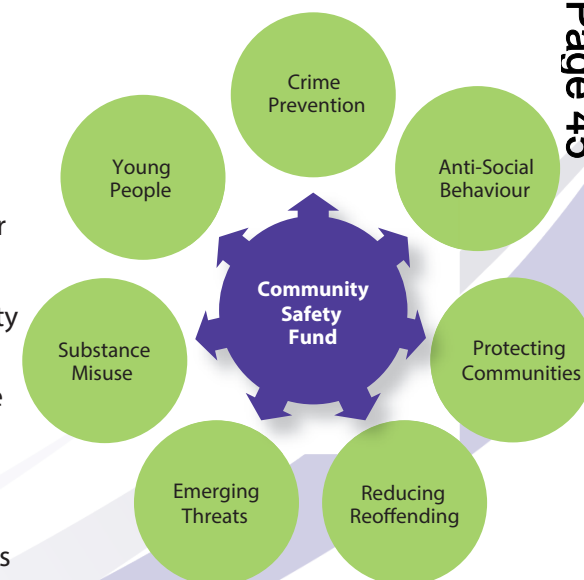 Page 45
Crime
Prevention
Young
People
Anti-Social
Behaviour
r
ty
e
s
Community
Safety
Fund
Substance
Misuse
Protecting
Communities
Emerging
Threats
Reducing
Reoffending